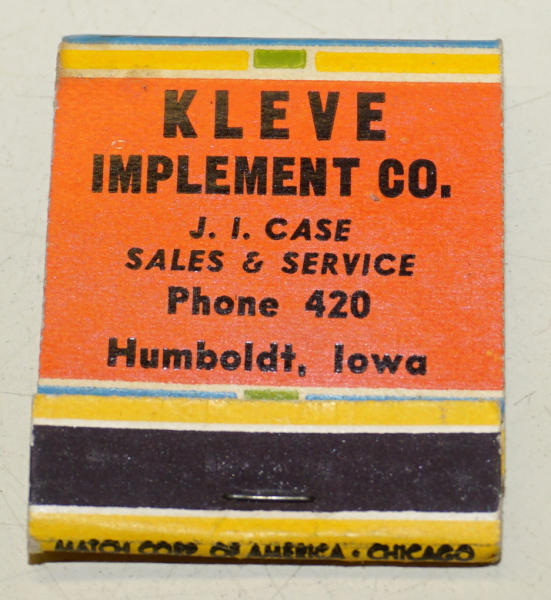 KLEVE
IMPLEMENT CO.
J. I. CASE
SALES & SERVICE
Phone 420
Humboldt, Iowa
MATCH CORP. OF AMERICA • CHICAGO